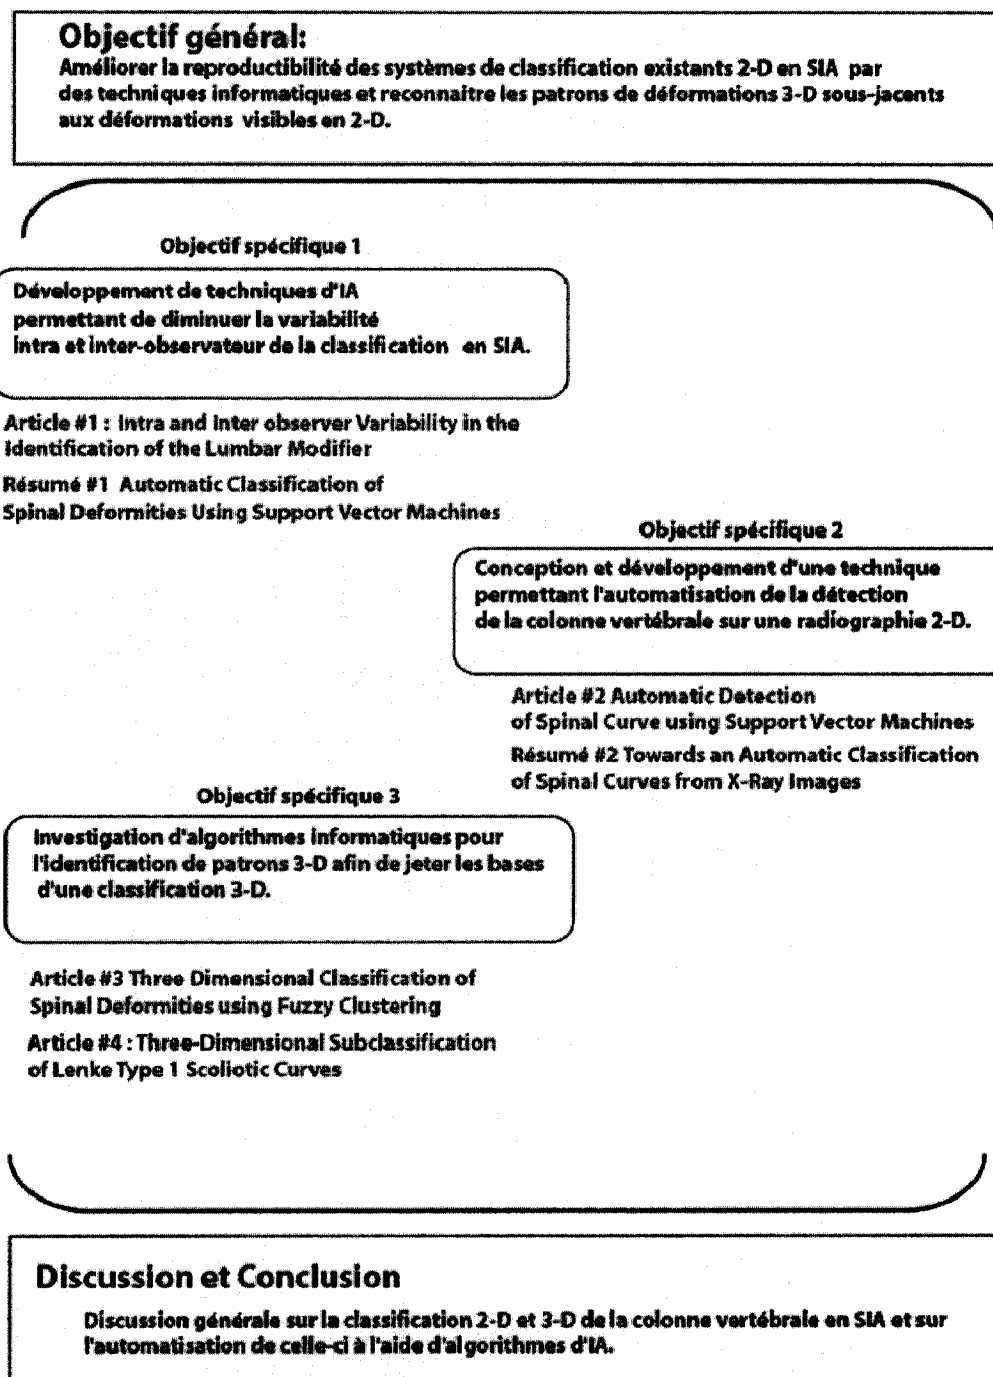 Objectif général:
Améliorer la reproductibilité des systèmes de classification existants 2-D en SIA par
des techniques informatiques et reconnaitre les patrons de déformations 3-D sous-jacents
aux déformations visibles en 2-D.
Objectif spécifique 1
Développement de techniques d'IA
permettant de diminuer la variabilité
intra et inter-observateur de la classification en SIA.
Article #1 : Intra and Inter observer Variability in the
Identification of the Lumbar Modifier
Résumé #1 Automatic Classification of
Spinal Deformities Using Support Vector Machines
Objectif spécifique 2
Conception et développement d'une technique
permettant l'automatisation de la détection
de la colonne vertébrale sur une radiographie 2-D.
Article #2 Automatic Detection
of Spinal Curve using Support Vector Machines
Résumé #2 Towards an Automatic Classification
of Spinal Curves from X-Ray Images
Objectif spécifique 3
Investigation d'algorithmes informatiques pour
l'identification de patrons 3-D afin de jeter les bases
d'une classification 3-D.
Article #3 Three Dimensional Classification of
Spinal Deformities using Fuzzy Clustering
Article #4 : Three-Dimensional Subclassification
of Lenke Type 1 Scoliotic Curves
Discussion et Conclusion
Discussion générale sur la classification 2-D et 3-D de la colonne vertébrale en SIA et sur
l'automatisation de celle-ci à l'aide d'algorithmes d'IA.